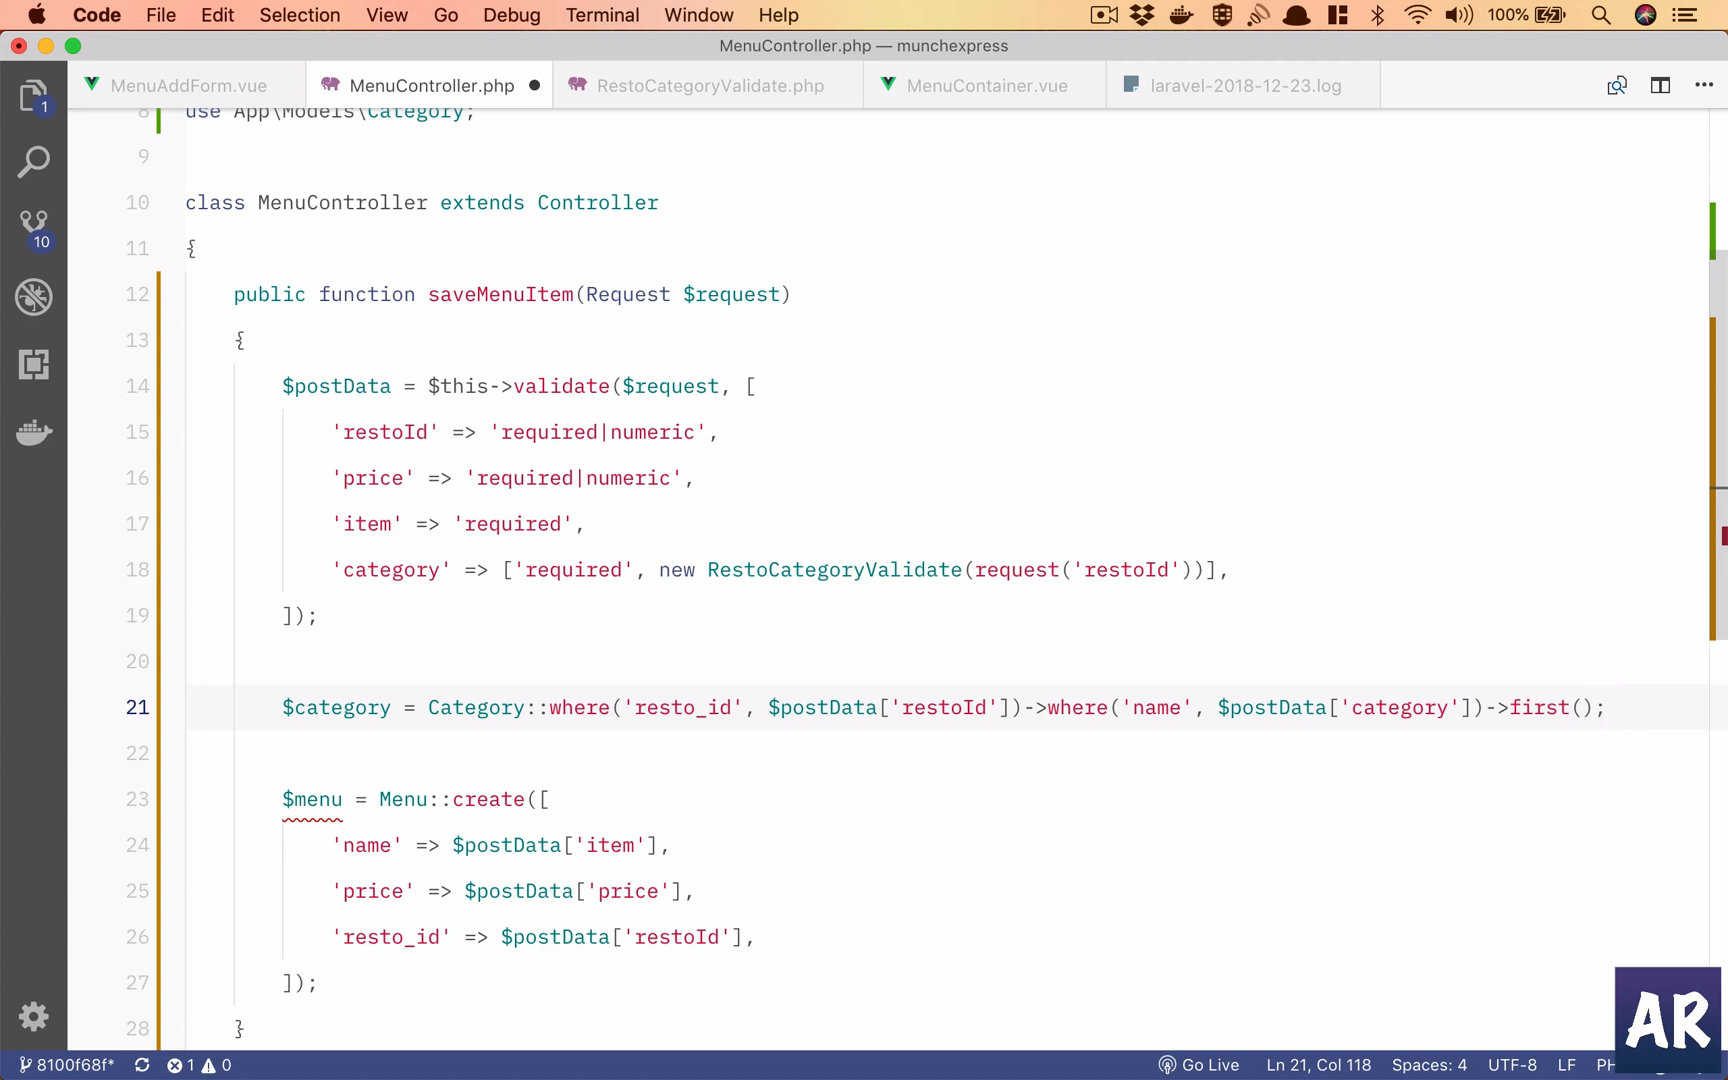 Code File Edit Selection View Go Debug Terminal Window Help 100%
MenuController.php — munchexpress
MenuAddForm.vue MenuController.php RestoCategoryValidate.php MenuContainer.vue laravel-2018-12-23.log
1
10
8 use App\Models\Category;
9
10 class MenuController extends Controller
11 {
12 public function saveMenuItem(Request $request)
13 {
14 $postData = $this->validate($request, [
15 'restoId' => 'required|numeric',
16 'price' => 'required|numeric',
17 'item' => 'required',
18 'category' => ['required', new RestoCategoryValidate(request('restoId'))],
19 ]);
20
21 $category = Category::where('resto_id', $postData['restoId'])->where('name', $postData['category'])->first();
22
23 $menu = Menu::create([
24 'name' => $postData['item'],
25 'price' => $postData['price'],
26 'resto_id' => $postData['restoId'],
27 ]);
28 }
AR
8100f68f* 1 0 Go Live Ln 21, Col 118 Spaces: 4 UTF-8 LF